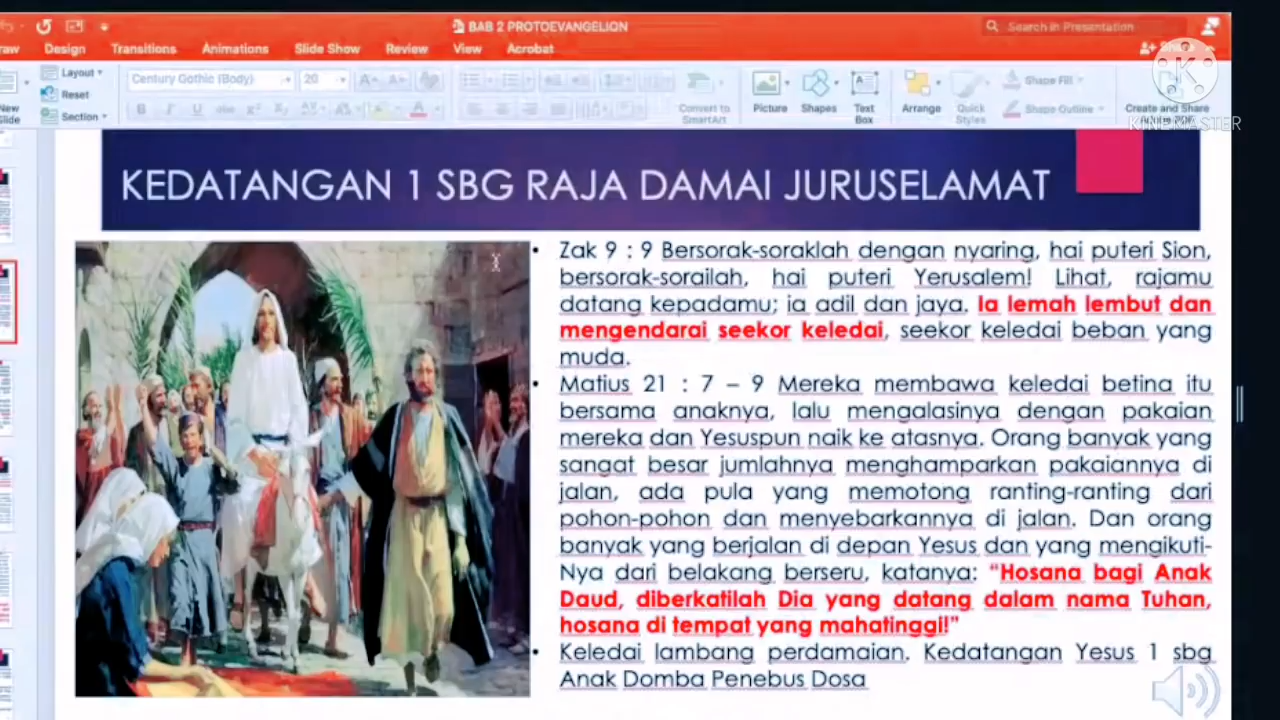 BAB 2 PROTOEVANGELION
Search in Presentation
raw Design Transitions Animations Slide Show Review View Acrobat
Share
New
Slide
Layout
Reset
Section
Century Gothic (Body) 20
Convert to
SmartArt
Picture
Shapes
Text
Box
Arrange
Quick
Styles
Shape Fill
Shape Outline
Create and Share
KINEMASTER
KEDATANGAN 1 SBG RAJA DAMAI JURUSELAMAT
• Zak 9 : 9 Bersorak-soraklah dengan nyaring, hai puteri Sion,
bersorak-sorailah, hai puteri Yerusalem! Lihat, rajamu
datang kepadamu; ia adil dan jaya. Ia lemah lembut dan
mengendarai seekor keledai, seekor keledai beban yang
muda.
• Matius 21 : 7 – 9 Mereka membawa keledai betina itu
bersama anaknya, lalu mengalasinya dengan pakaian
mereka dan Yesuspun naik ke atasnya. Orang banyak yang
sangat besar jumlahnya menghamparkan pakaiannya di
jalan, ada pula yang memotong ranting-ranting dari
pohon-pohon dan menyebarkannya di jalan. Dan orang
banyak yang berjalan di depan Yesus dan yang mengikuti-
Nya dari belakang berseru, katanya: "Hosana bagi Anak
Daud, diberkatilah Dia yang datang dalam nama Tuhan,
hosana di tempat yang mahatinggi!"
• Keledai lambang perdamaian. Kedatangan Yesus 1 sbg
Anak Domba Penebus Dosa